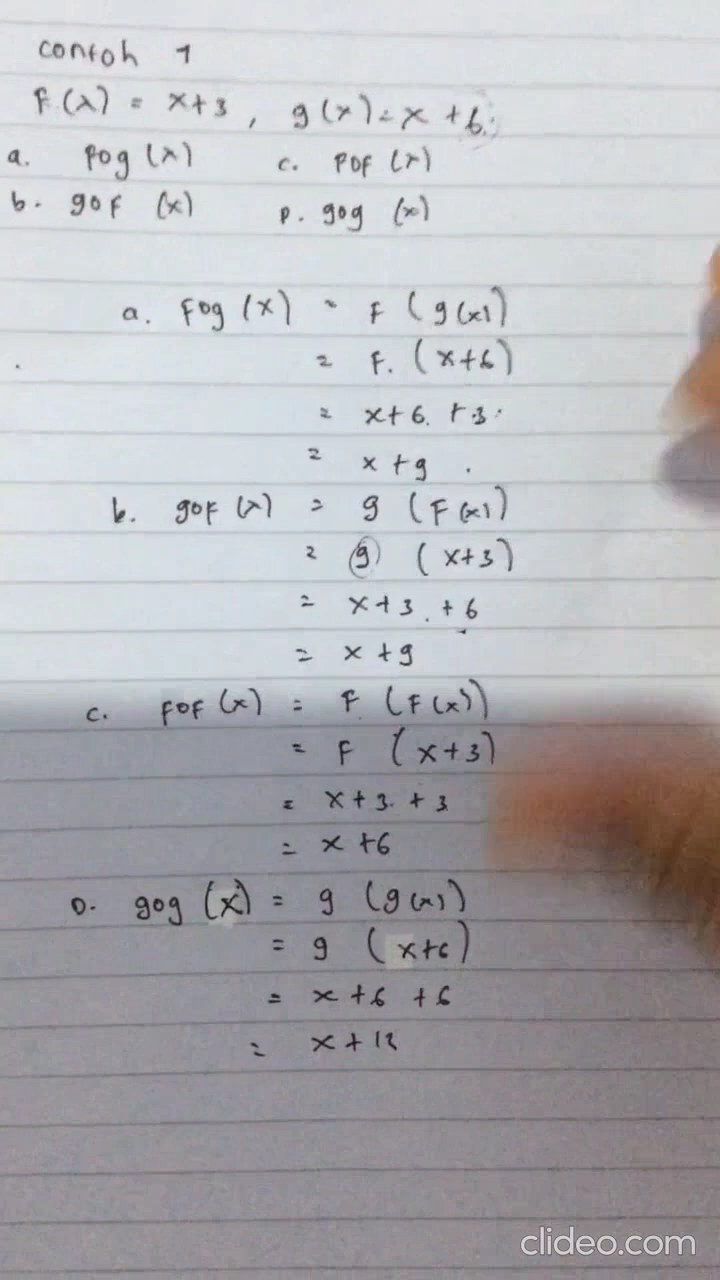 contoh 1
F(x) = x+3, g(x) = x + 6
a. fog (x) c. fof (x)
b. gof (x) D. gog (x)
a. fog (x) = F (g(x))
= F. (x+6)
= x+6 + 3
= x + 9
b. gof (x) = g (F(x))
= g (x+3)
= x+3 + 6
= x + 9
c. fof (x) = F (F(x))
= F (x+3)
= x+3 + 3
= x + 6
D. gog (x) = g (g(x))
= g (x+6)
= x + 6 + 6
= x + 12
clideo.com